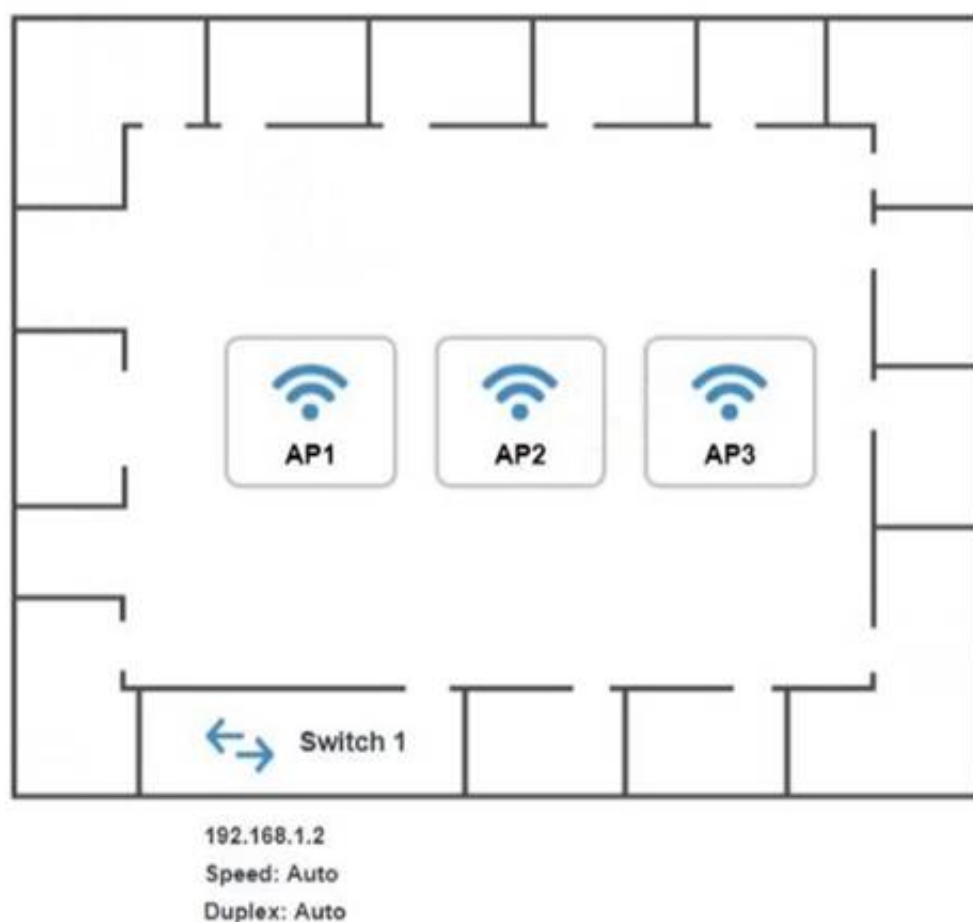 AP1
AP2
AP3
Switch 1
192.168.1.2
Speed: Auto
Duplex: Auto